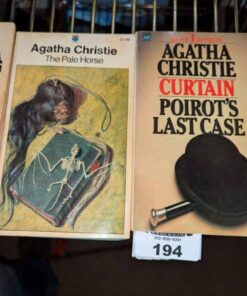 Agatha Christie
The Pale Horse
AGATHA
CHRISTIE
CURTAIN
POIROT'S
LAST CASE
194